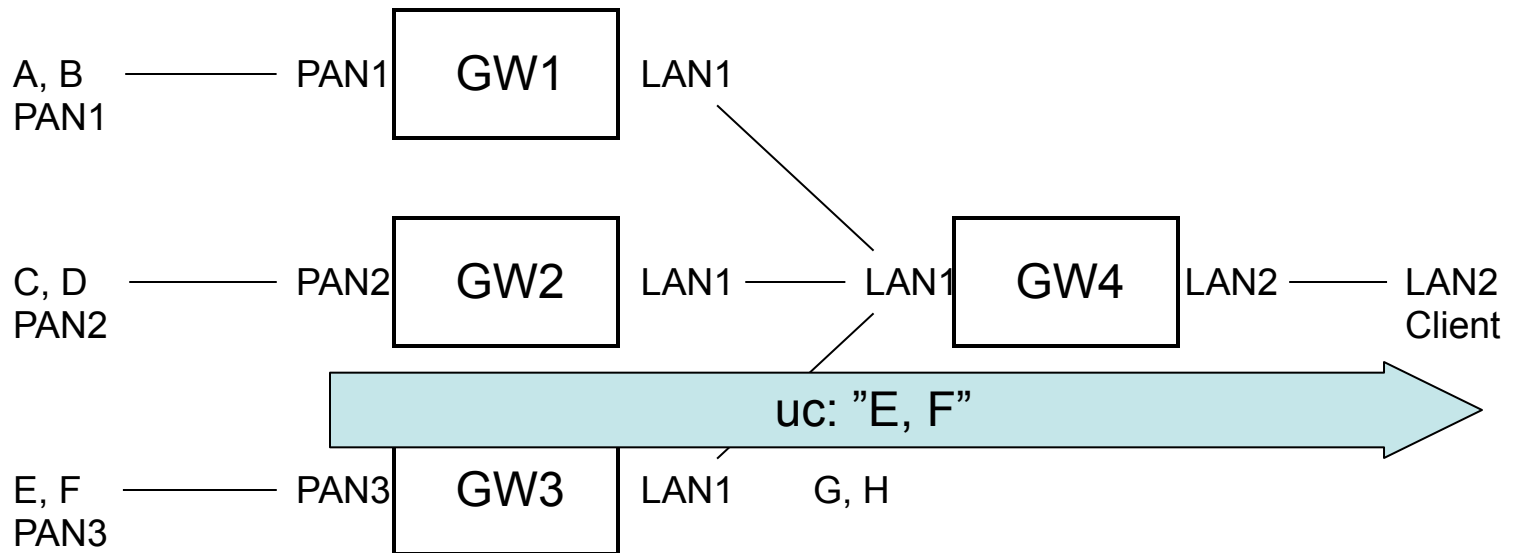 A, B
PAN1
PAN1
GW1
LAN1
C, D
PAN2
PAN2
GW2
LAN1
LAN1
GW4
LAN2
LAN2
Client
uc: ”E, F”
E, F
PAN3
PAN3
GW3
LAN1
G, H